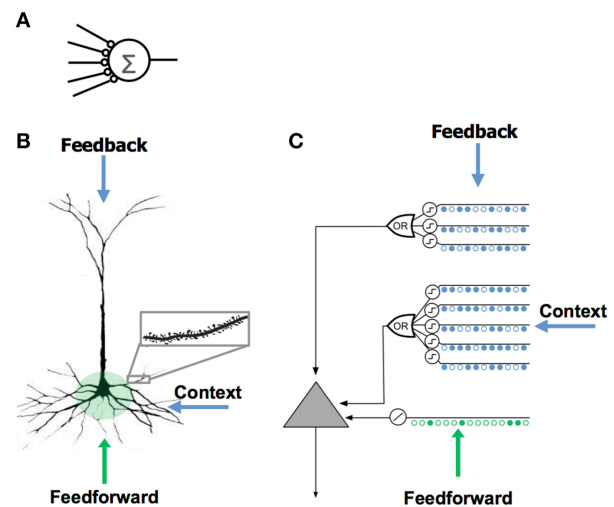 A
Σ
B
Feedback
Context
Feedforward
C
Feedback
OR
OR
Context
Feedforward